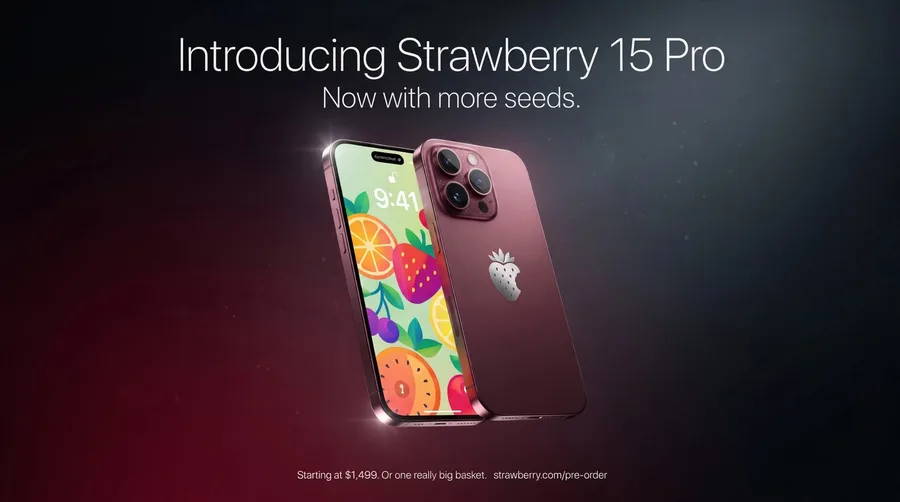 Introducing Strawberry 15 Pro
Now with more seeds.
9:41
Starting at $1,499. Or one really big basket. strawberry.com/pre-order